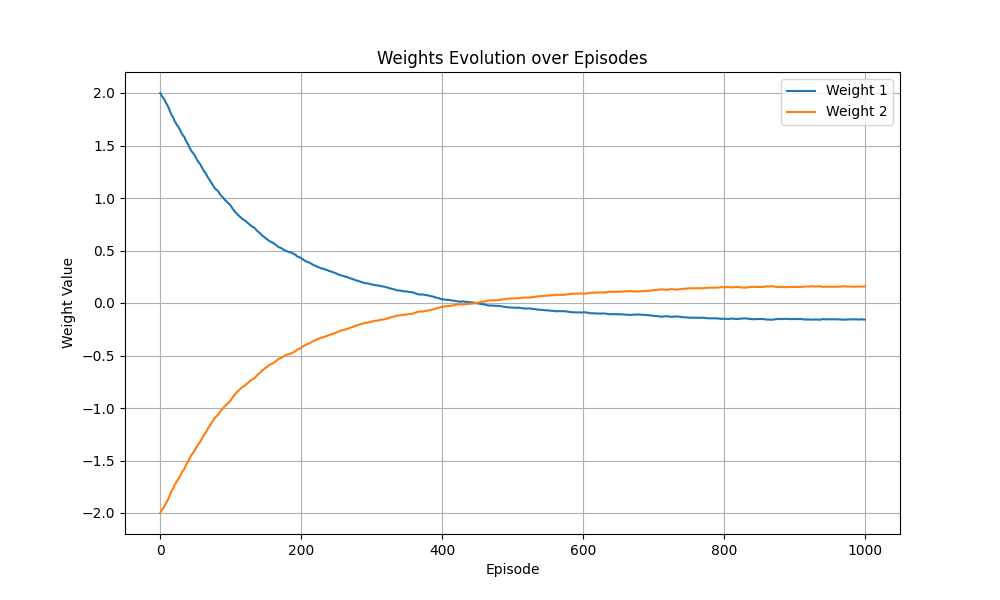 Weights Evolution over Episodes
Weight 1
Weight 2
Weight Value
2.0
1.5
1.0
0.5
0.0
−0.5
−1.0
−1.5
−2.0
0 200 400 600 800 1000
Episode